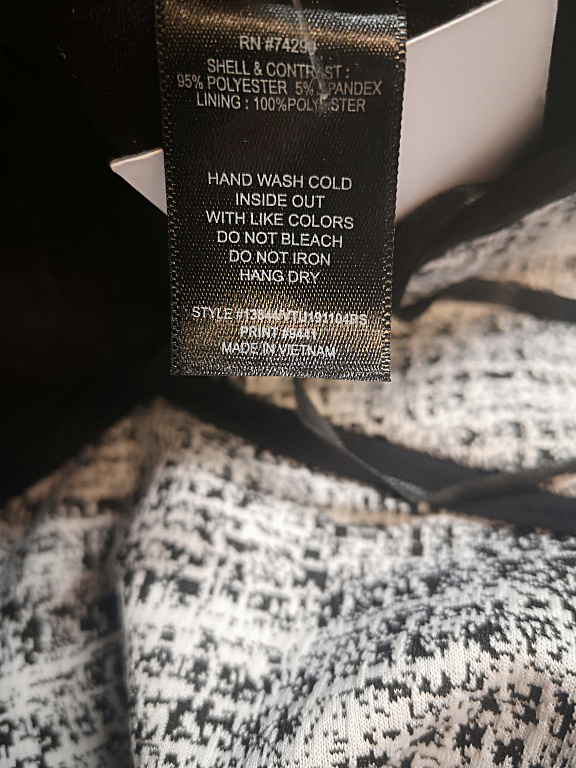 SHELL & CONTRAST :
95% POLYESTER 5% SPANDEX
LINING : 100%POLYESTER
HAND WASH COLD
INSIDE OUT
WITH LIKE COLORS
DO NOT BLEACH
DO NOT IRON
HANG DRY
STYLE
PRINT
MADE IN VIETNAM